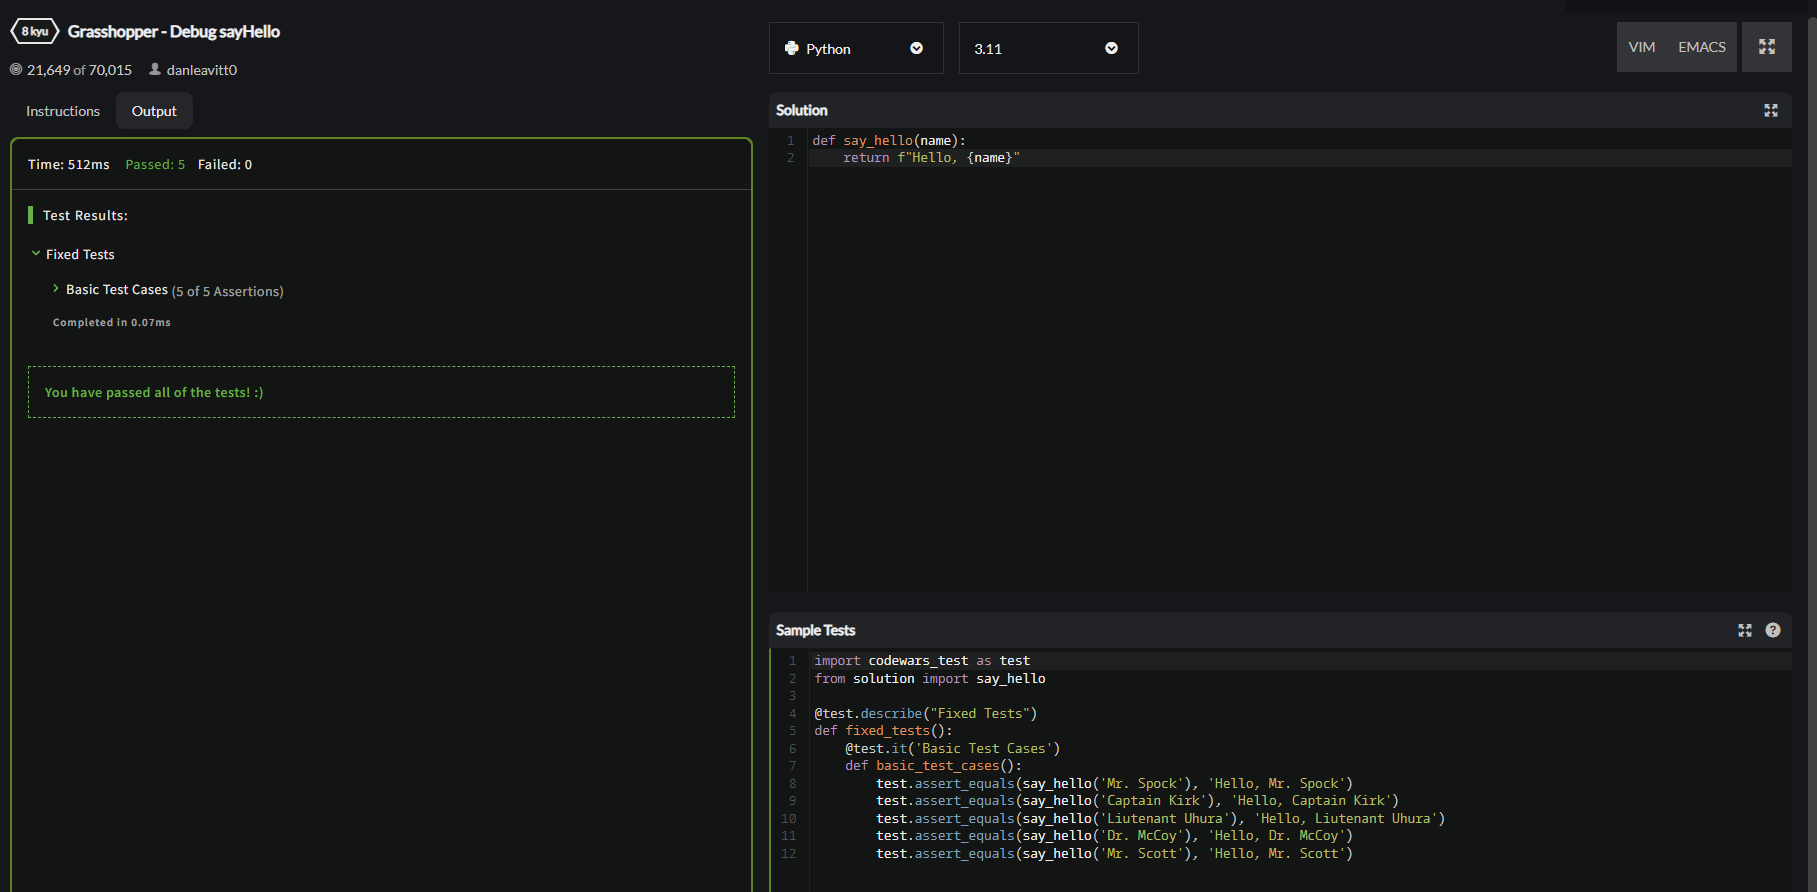 8 kyu Grasshopper - Debug sayHello
21,649 of 70,015 danleavitt0
Instructions Output
Time: 512ms Passed: 5 Failed: 0
Test Results:
Fixed Tests
Basic Test Cases (5 of 5 Assertions)
Completed in 0.07ms
You have passed all of the tests! :)
Python 3.11 VIM EMACS
Solution
1 def say_hello(name):
2     return f"Hello, {name}"
Sample Tests ?
1 import codewars_test as test
2 from solution import say_hello
3
4 @test.describe("Fixed Tests")
5 def fixed_tests():
6     @test.it('Basic Test Cases')
7     def basic_test_cases():
8         test.assert_equals(say_hello('Mr. Spock'), 'Hello, Mr. Spock')
9         test.assert_equals(say_hello('Captain Kirk'), 'Hello, Captain Kirk')
10         test.assert_equals(say_hello('Liutenant Uhura'), 'Hello, Liutenant Uhura')
11         test.assert_equals(say_hello('Dr. McCoy'), 'Hello, Dr. McCoy')
12         test.assert_equals(say_hello('Mr. Scott'), 'Hello, Mr. Scott')